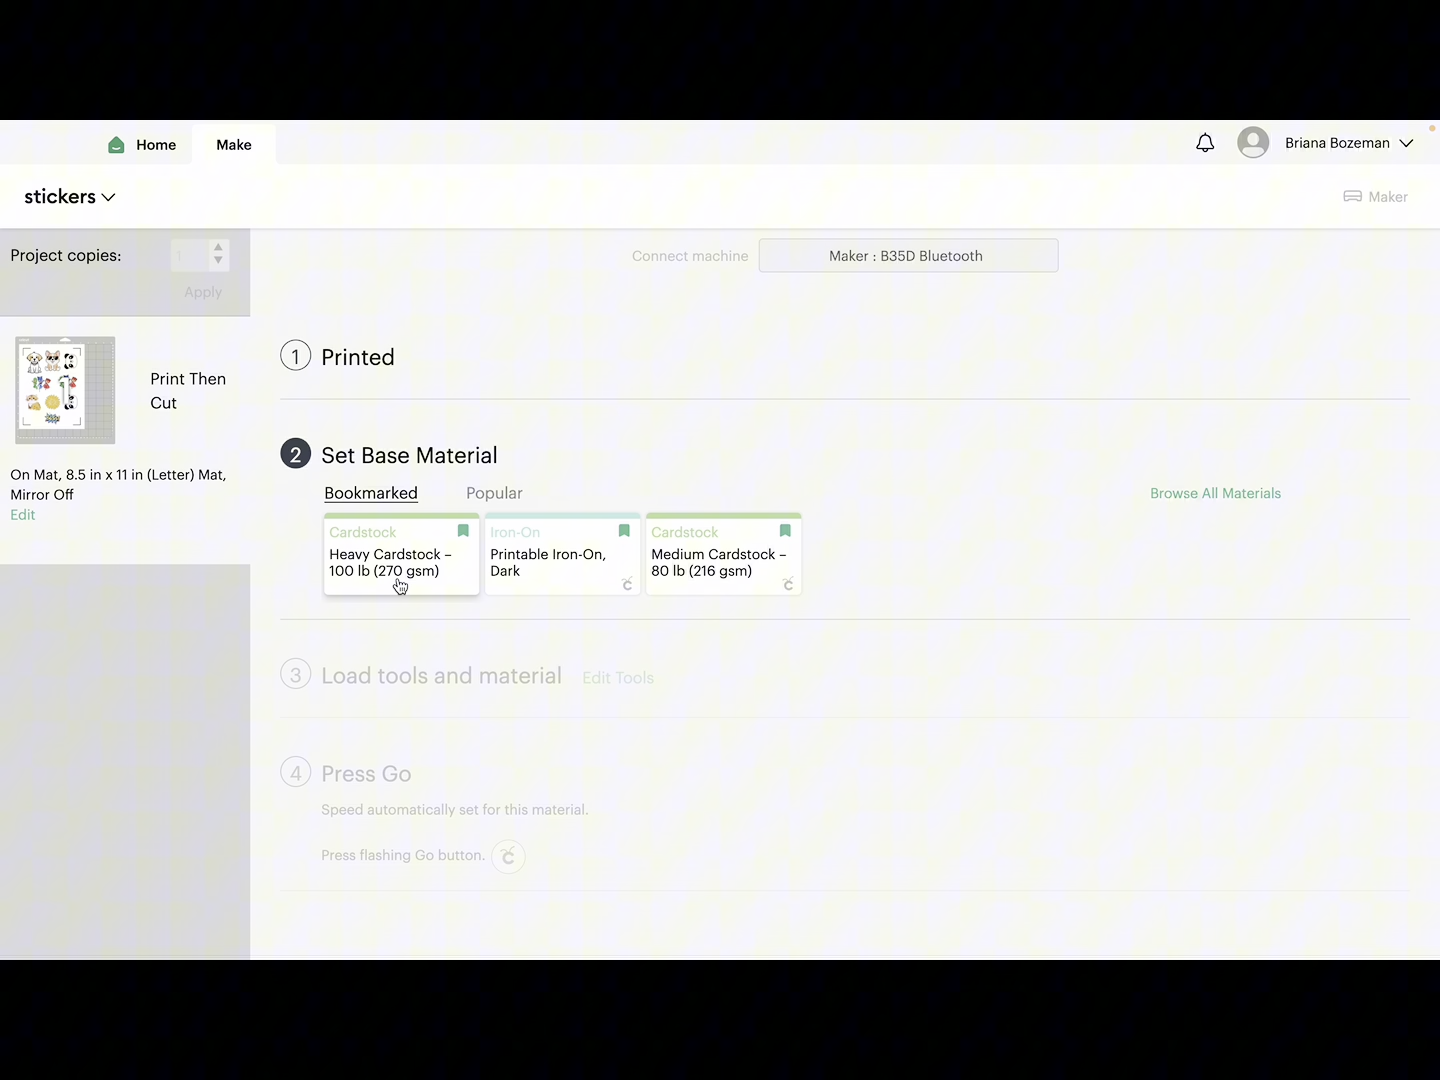 Home
Make
Briana Bozeman
stickers
Maker
Project copies:
1
Apply
Connect machine
Maker : B35D Bluetooth
Print Then
Cut
On Mat, 8.5 in x 11 in (Letter) Mat,
Mirror Off
Edit
1 Printed
2 Set Base Material
Bookmarked
Popular
Browse All Materials
Cardstock
Heavy Cardstock –
100 lb (270 gsm)
Iron-On
Printable Iron-On,
Dark
Cardstock
Medium Cardstock –
80 lb (216 gsm)
3 Load tools and material
Edit Tools
4 Press Go
Speed automatically set for this material.
Press flashing Go button.